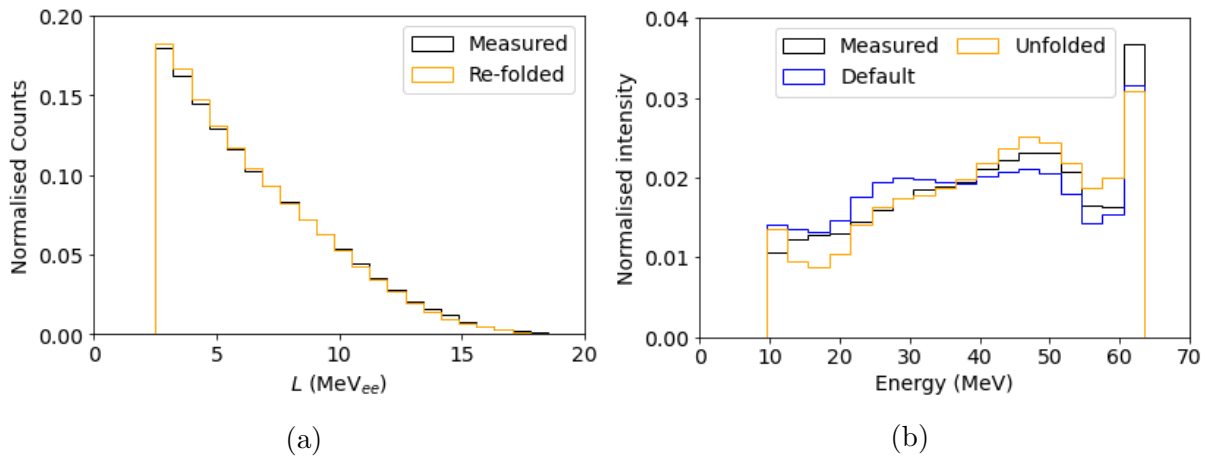 0.20
0.15
0.10
0.05
0.00
Normalised Counts
Measured
Re-folded
0 5 10 15 20
L (MeVee)
(a)
0.04
0.03
0.02
0.01
0.00
Normalised intensity
Measured Unfolded
Default
0 10 20 30 40 50 60 70
Energy (MeV)
(b)